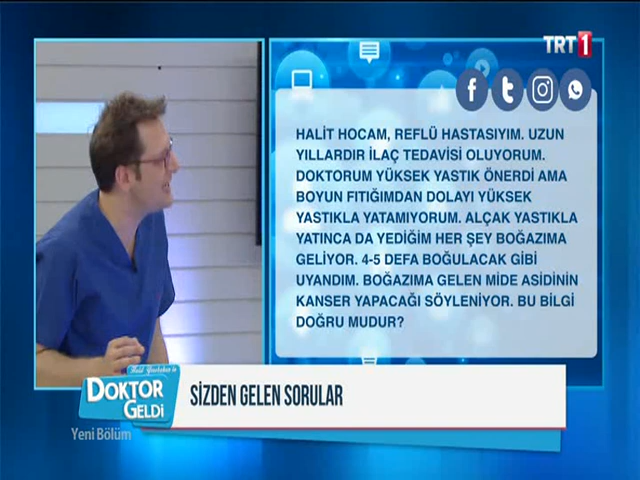 TRT 1
HALİT HOCAM, REFLÜ HASTASIYIM. UZUN
YILLARDIR İLAÇ TEDAVİSİ OLUYORUM.
DOKTORUM YÜKSEK YASTIK ÖNERDİ AMA
BOYUN FITIĞIMDAN DOLAYI YÜKSEK
YASTIKLA YATAMIYORUM. ALÇAK YASTIKLA
YATINCA DA YEDİĞİM HER ŞEY BOĞAZIMA
GELİYOR. 4-5 DEFA BOĞULACAK GİBİ
UYANDIM. BOĞAZIMA GELEN MİDE ASİDİNİN
KANSER YAPACAĞI SÖYLENİYOR. BU BİLGİ
DOĞRU MUDUR?
DOKTOR
GELDİ
SİZDEN GELEN SORULAR
Yeni Bölüm